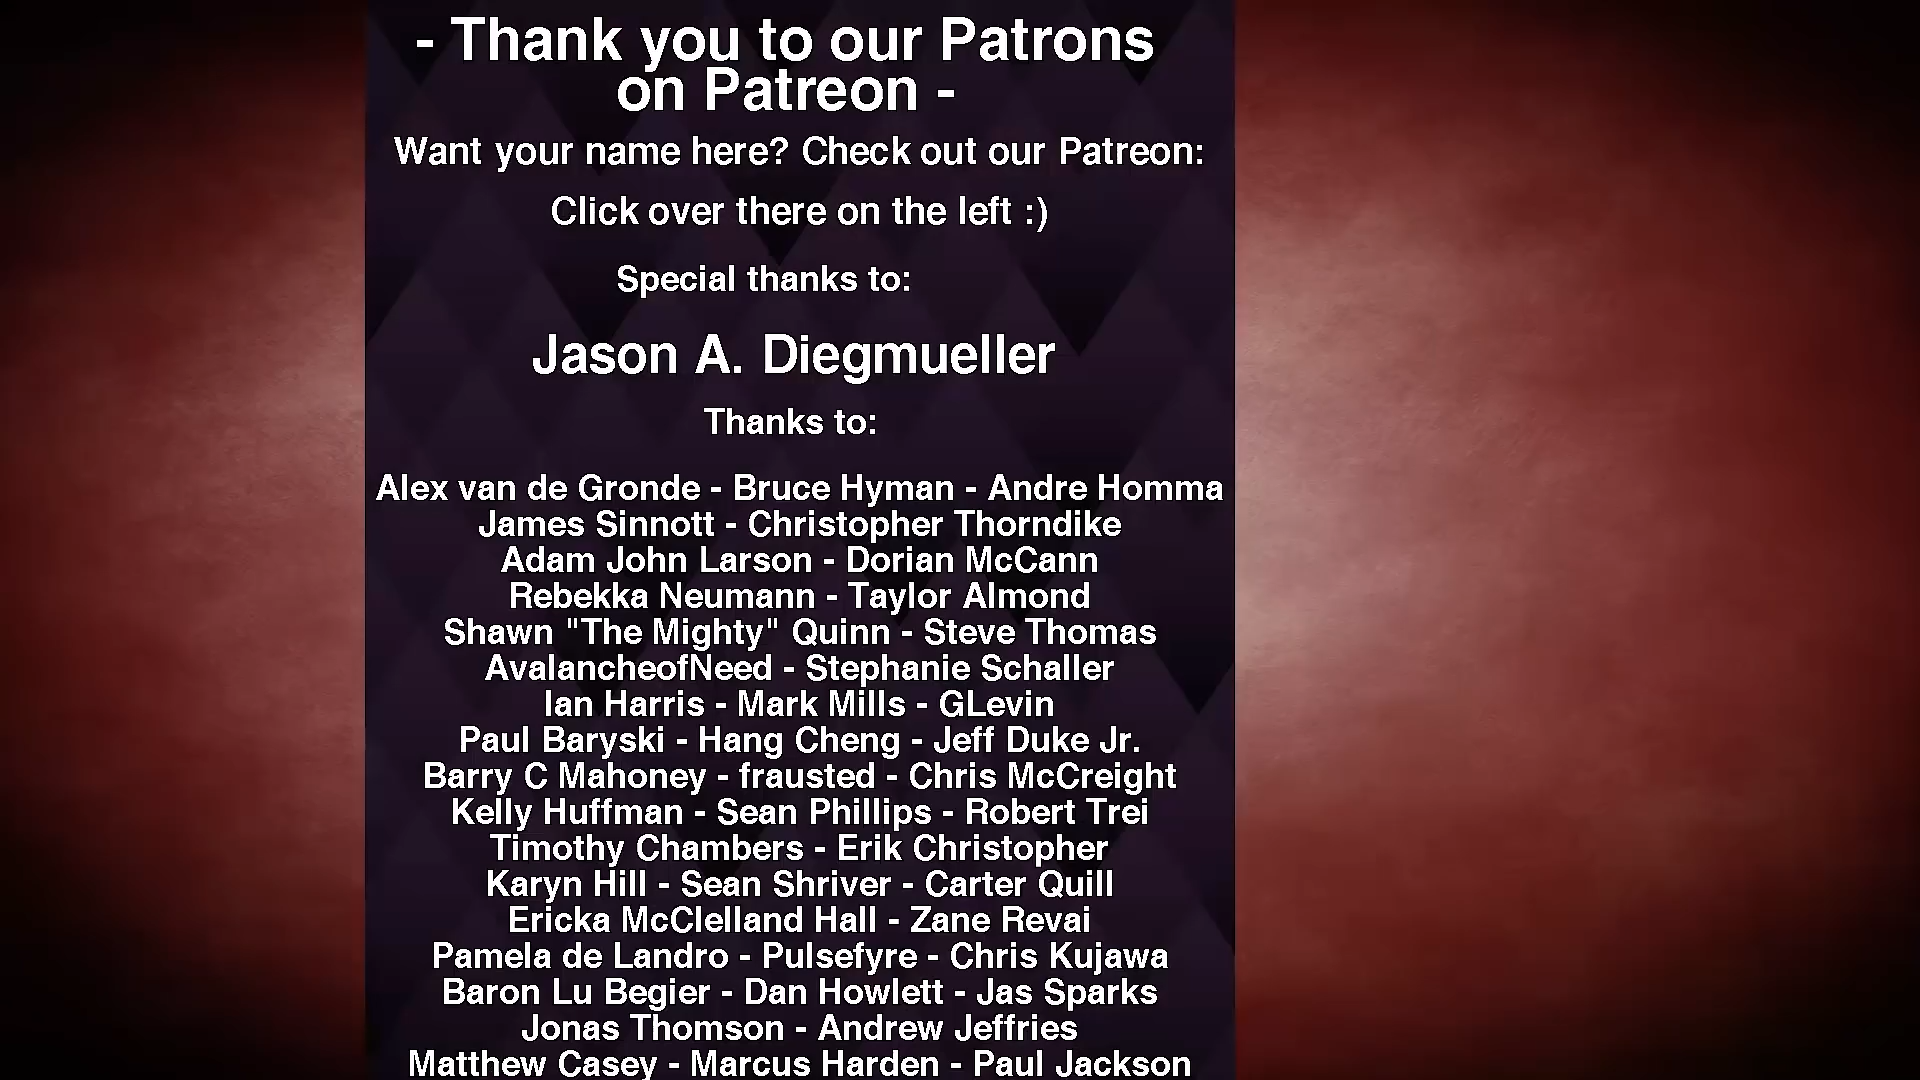 - Thank you to our Patrons
on Patreon -
Want your name here? Check out our Patreon:
Click over there on the left :)
Special thanks to:
Jason A. Diegmueller
Thanks to:
Alex van de Gronde - Bruce Hyman - Andre Homma
James Sinnott - Christopher Thorndike
Adam John Larson - Dorian McCann
Rebekka Neumann - Taylor Almond
Shawn "The Mighty" Quinn - Steve Thomas
AvalancheofNeed - Stephanie Schaller
Ian Harris - Mark Mills - GLevin
Paul Baryski - Hang Cheng - Jeff Duke Jr.
Barry C Mahoney - frausted - Chris McCreight
Kelly Huffman - Sean Phillips - Robert Trei
Timothy Chambers - Erik Christopher
Karyn Hill - Sean Shriver - Carter Quill
Ericka McClelland Hall - Zane Revai
Pamela de Landro - Pulsefyre - Chris Kujawa
Baron Lu Begier - Dan Howlett - Jas Sparks
Jonas Thomson - Andrew Jeffries
Matthew Casey - Marcus Harden - Paul Jackson